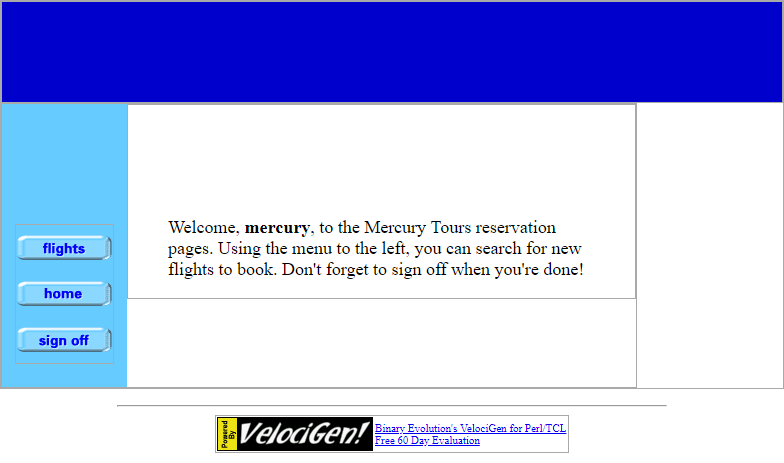 flights
home
sign off
Welcome, mercury, to the Mercury Tours reservation
pages. Using the menu to the left, you can search for new
flights to book. Don't forget to sign off when you're done!
Powered
By
VelociGen!
Binary Evolution's VelociGen for Perl/TCL
Free 60 Day Evaluation